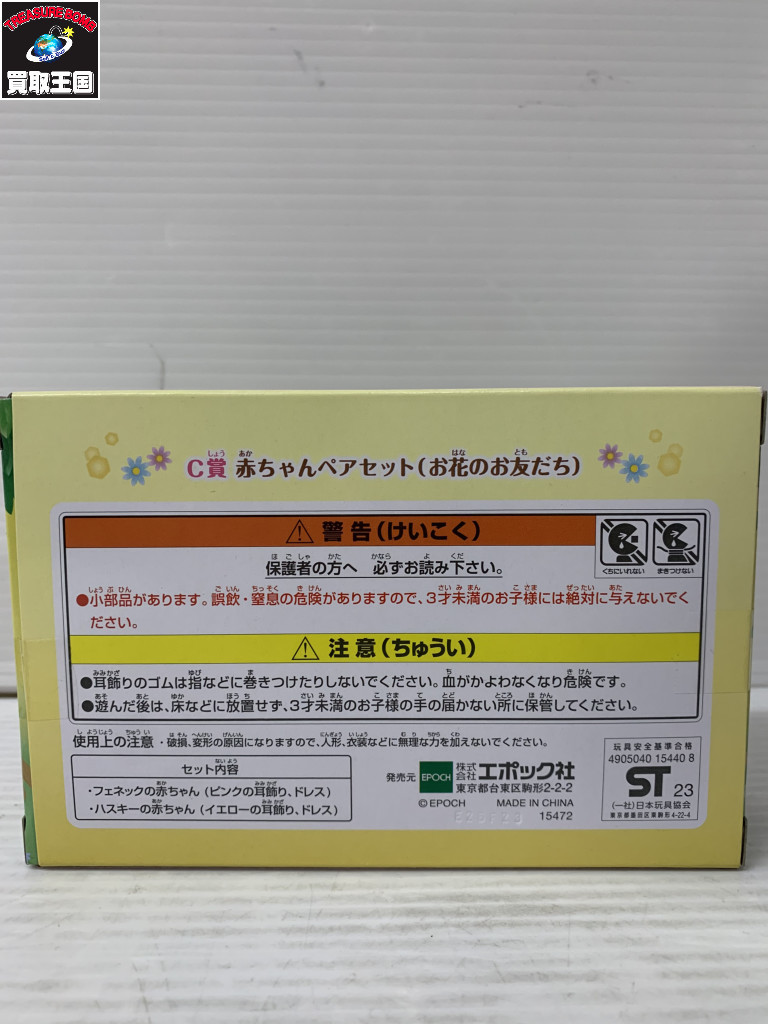 TREASURE BOMB
買取王国
C賞 赤ちゃんペアセット(お花のお友だち)
警告(けいこく)
保護者の方へ 必ずお読み下さい。
くちにいれない
まきつけない
●小部品があります。誤飲・窒息の危険がありますので、3才未満のお子様には絶対に与えないでく
ださい。
注意(ちゅうい)
●耳飾りのゴムは指などに巻きつけたりしないでください。血がかよわなくなり危険です。
●遊んだ後は、床などに放置せず、3才未満のお子様の手の届かない所に保管してください。
使用上の注意 ・破損、変形の原因になりますので、人形、衣装などに無理な力を加えないでください。
セット内容
・フェネックの赤ちゃん (ピンクの耳飾り、ドレス)
・ハスキーの赤ちゃん (イエローの耳飾り、ドレス)
発売元 EPOCH 株式会社 エポック社
東京都台東区駒形2-2-2
©EPOCH MADE IN CHINA
15472
玩具安全基準合格
4905040 15440 8
ST 23
(一社)日本玩具協会
東京都墨田区東駒形4-22-4